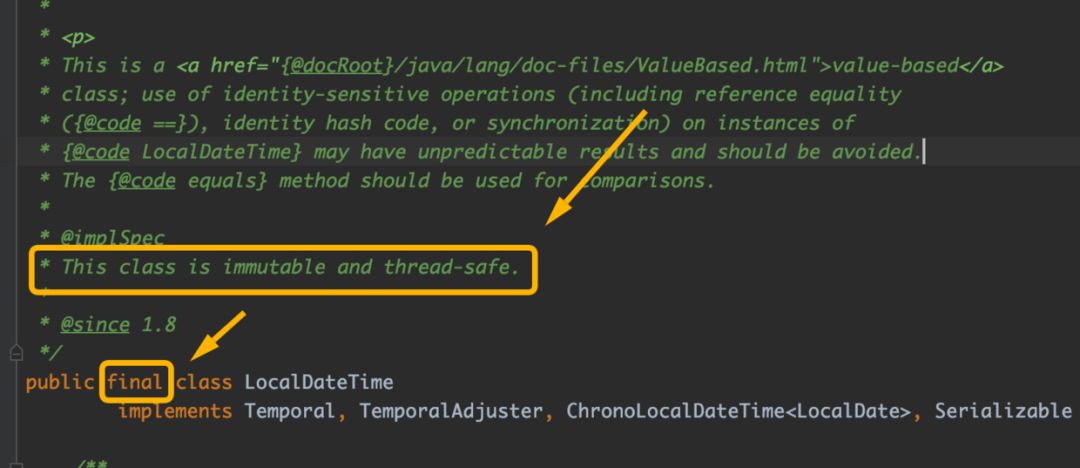 *
* <p>
* This is a <a href="{@docRoot}/java/lang/doc-files/ValueBased.html">value-based</a>
* class; use of identity-sensitive operations (including reference equality
* ({@code ==}), identity hash code, or synchronization) on instances of
* {@code LocalDateTime} may have unpredictable results and should be avoided.
* The {@code equals} method should be used for comparisons.
*
* @implSpec
* This class is immutable and thread-safe.
*
* @since 1.8
*/
public final class LocalDateTime
implements Temporal, TemporalAdjuster, ChronoLocalDateTime<LocalDate>, Serializable
/**